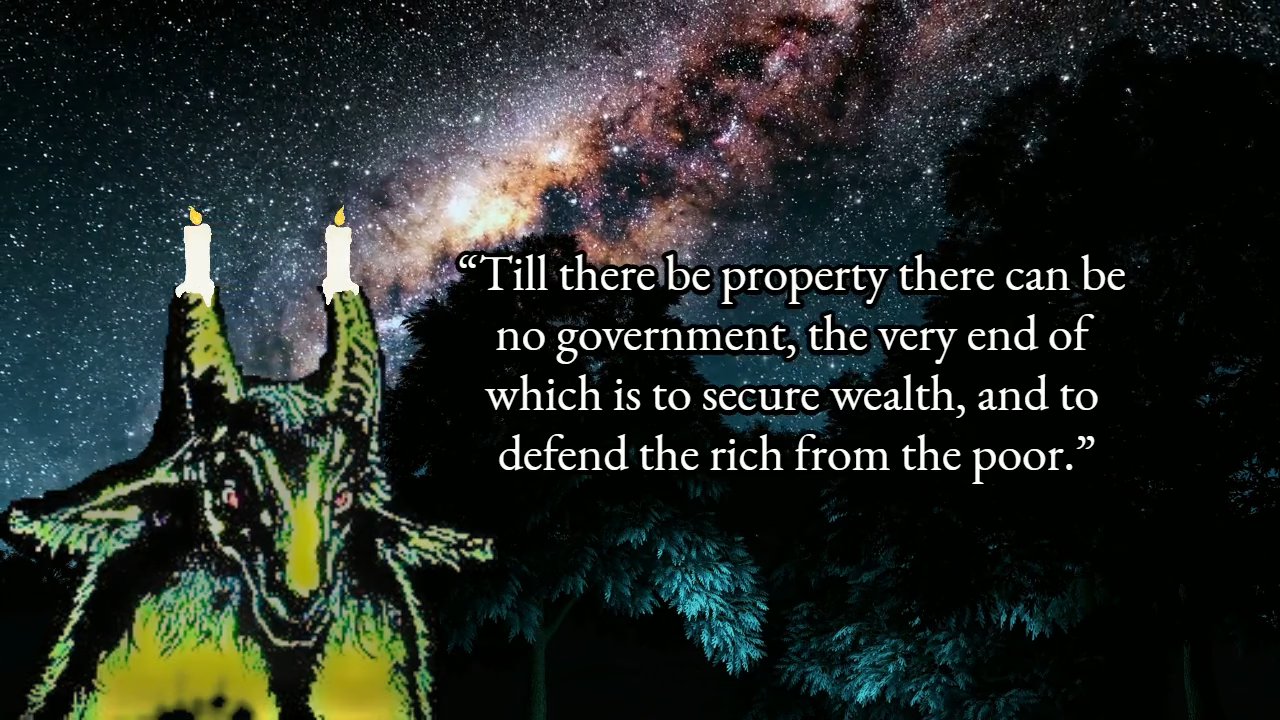 “Till there be property there can be
no government, the very end of
which is to secure wealth, and to
defend the rich from the poor.”